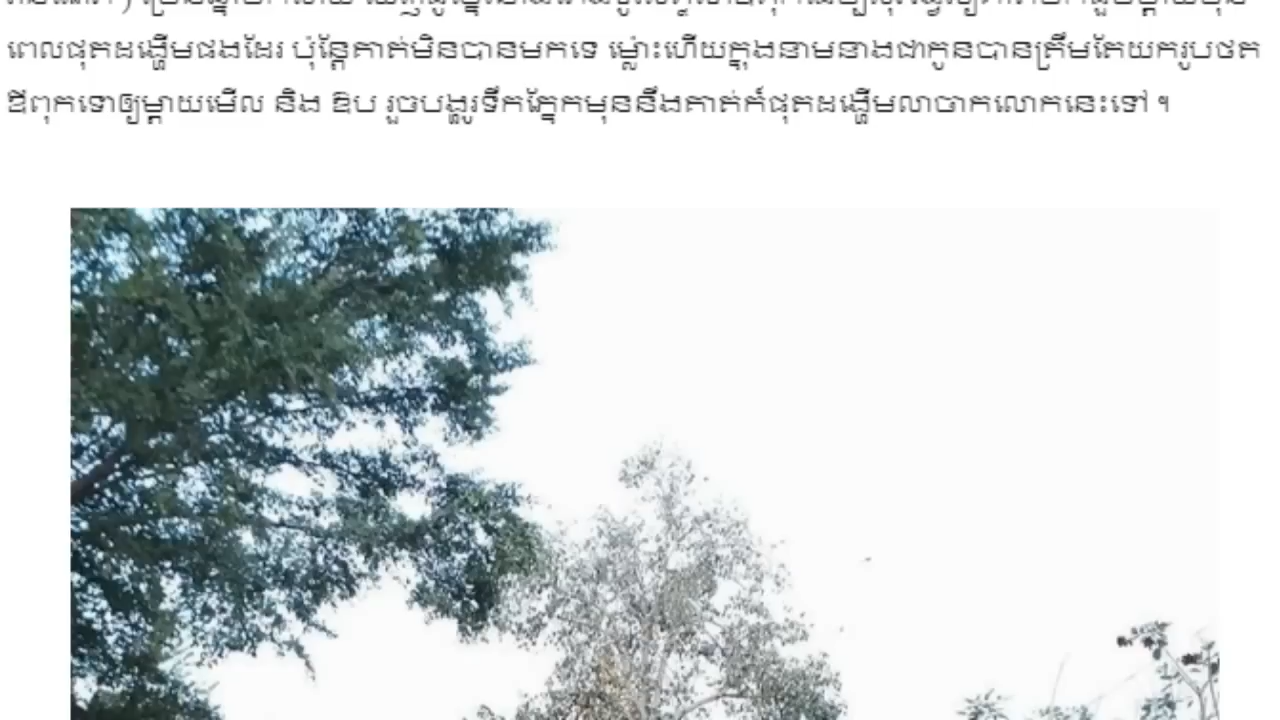 ពេលផុតដង្ហើមផងដែរ ប៉ុន្តែគាត់មិនបានមកទេ ម្ល៉ោះហើយក្នុងនាមនាងជាកូនបានត្រឹមតែយករូបថត
ឪពុកទោឲ្យម្តាយមើល និង ឱប រួចបង្ហូរទឹកភ្នែកមុននឹងគាត់ក៏ផុតដង្ហើមលាចាកលោកនេះទៅ ។